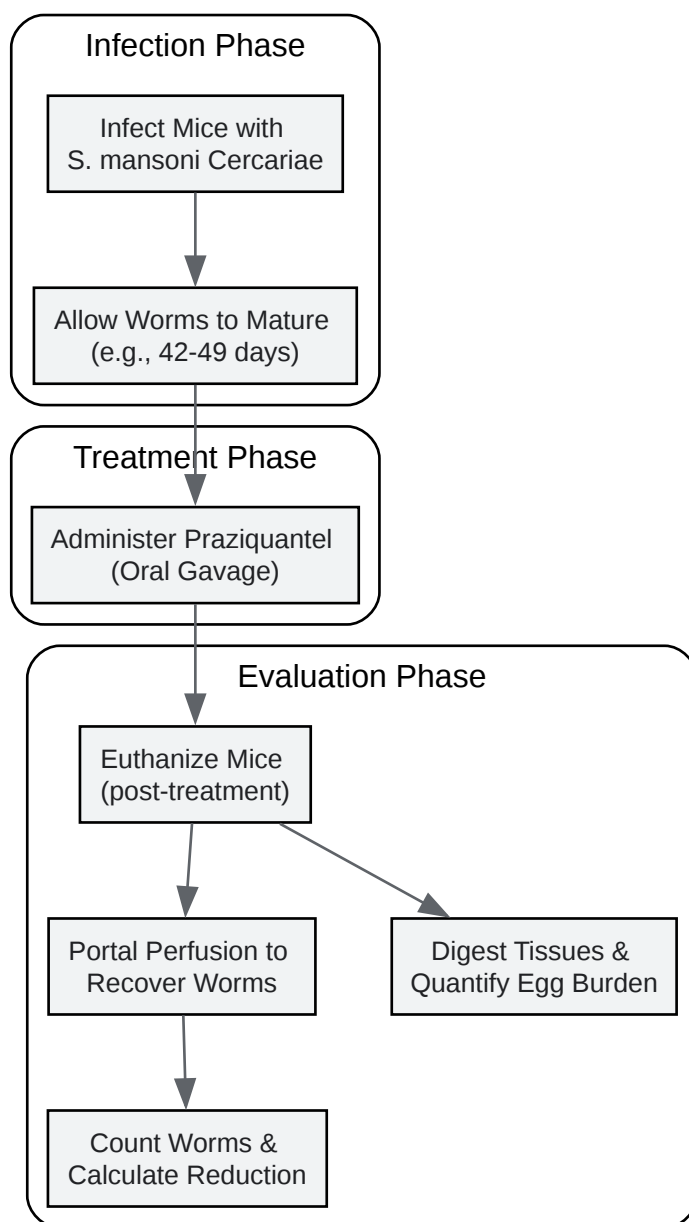 Infection Phase
Infect Mice with
S. mansoni Cercariae
Allow Worms to Mature
(e.g., 42-49 days)
Treatment Phase
Administer Praziquantel
(Oral Gavage)
Evaluation Phase
Euthanize Mice
(post-treatment)
Portal Perfusion to
Recover Worms
Digest Tissues &
Quantify Egg Burden
Count Worms &
Calculate Reduction